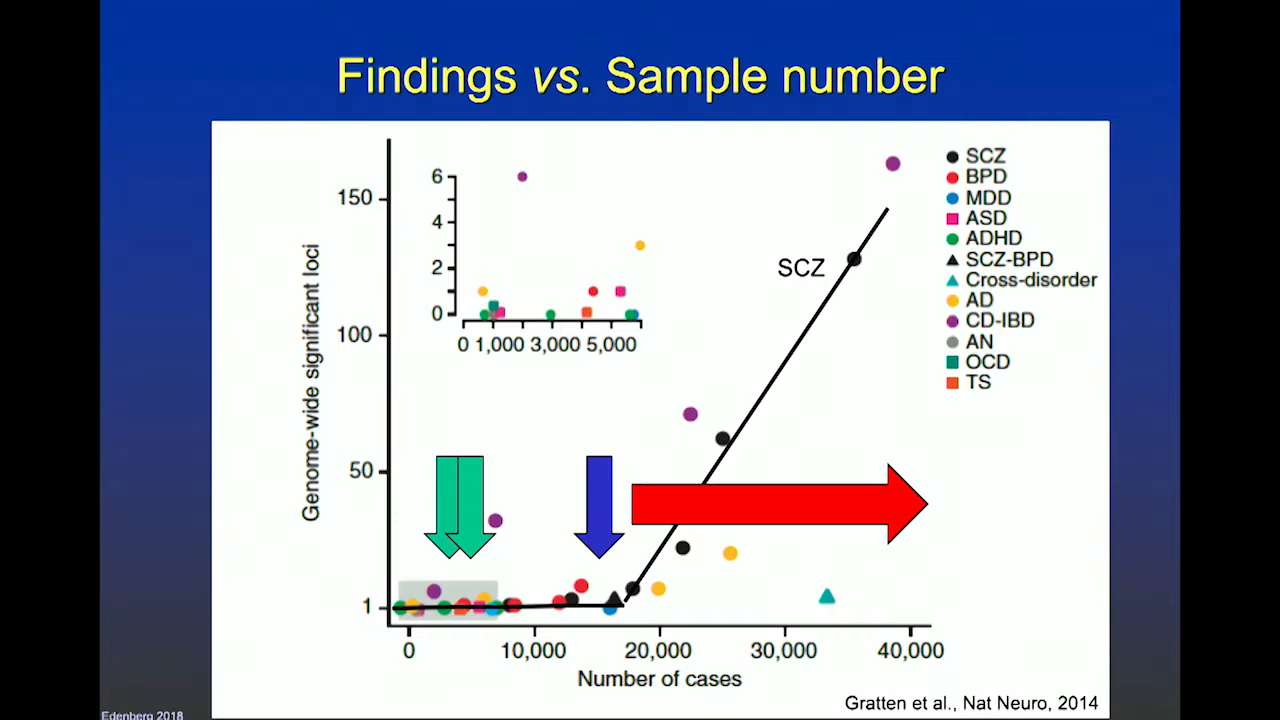 Findings vs. Sample number
Genome-wide significant loci
150
100
50
1
6
4
2
0
0 1,000 3,000 5,000
SCZ
SCZ
BPD
MDD
ASD
ADHD
SCZ-BPD
Cross-disorder
AD
CD-IBD
AN
OCD
TS
0 10,000 20,000 30,000 40,000
Number of cases
Gratten et al., Nat Neuro, 2014
Edenberg 2018